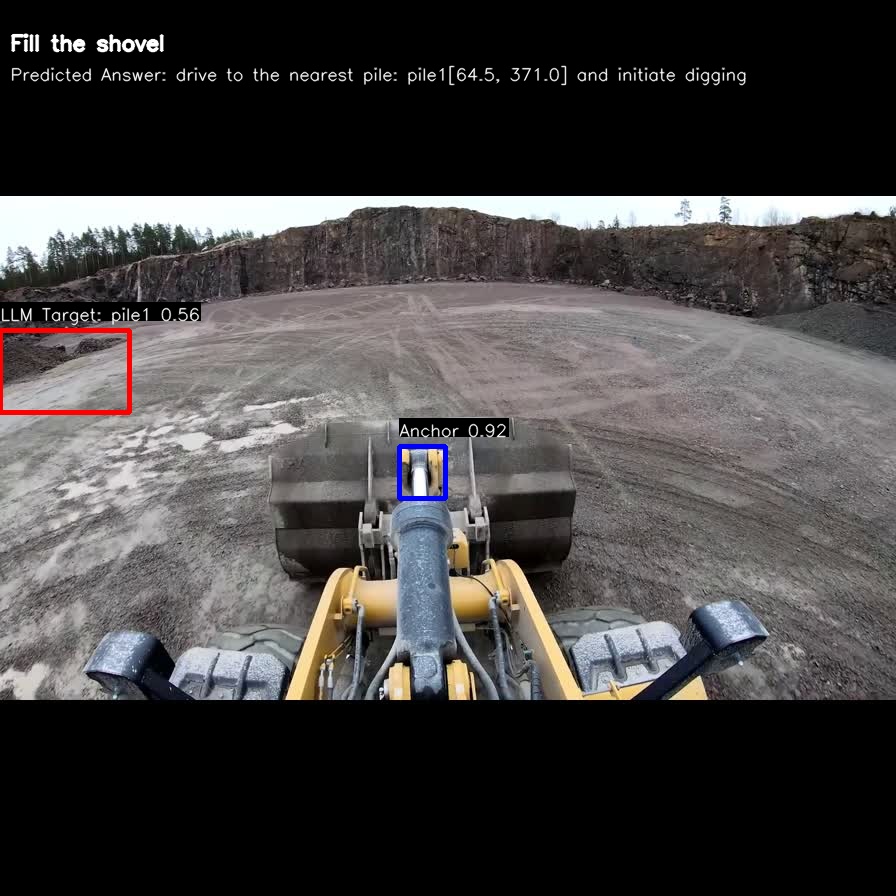 Fill the shovel
Predicted Answer: drive to the nearest pile: pile1[64.5, 371.0] and initiate digging
LLM Target: pile1 0.56
Anchor 0.92